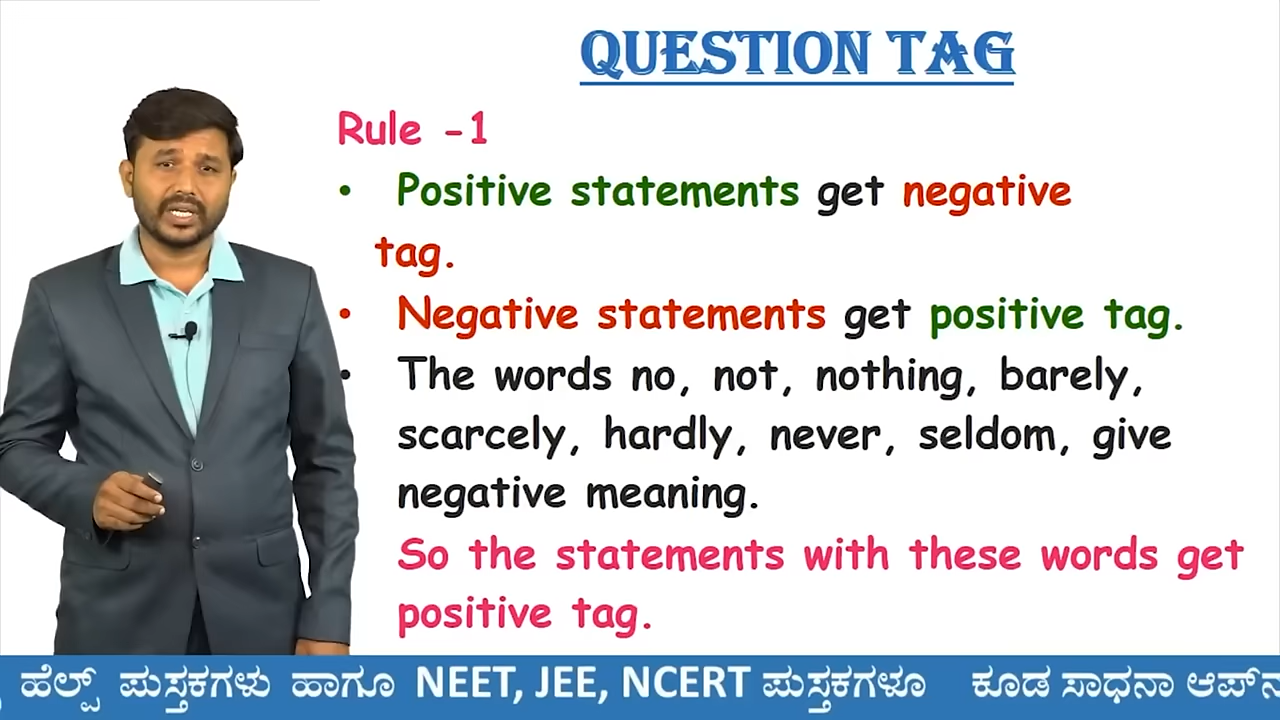 QUESTION TAG
Rule -1
• Positive statements get negative
tag.
• Negative statements get positive tag.
• The words no, not, nothing, barely,
scarcely, hardly, never, seldom, give
negative meaning.
So the statements with these words get
positive tag.
ಹೆಲ್ಪ್ ಪುಸ್ತಕಗಳು ಹಾಗೂ NEET, JEE, NCERT ಪುಸ್ತಕಗಳೂ ಕೂಡ ಸಾಧನಾ